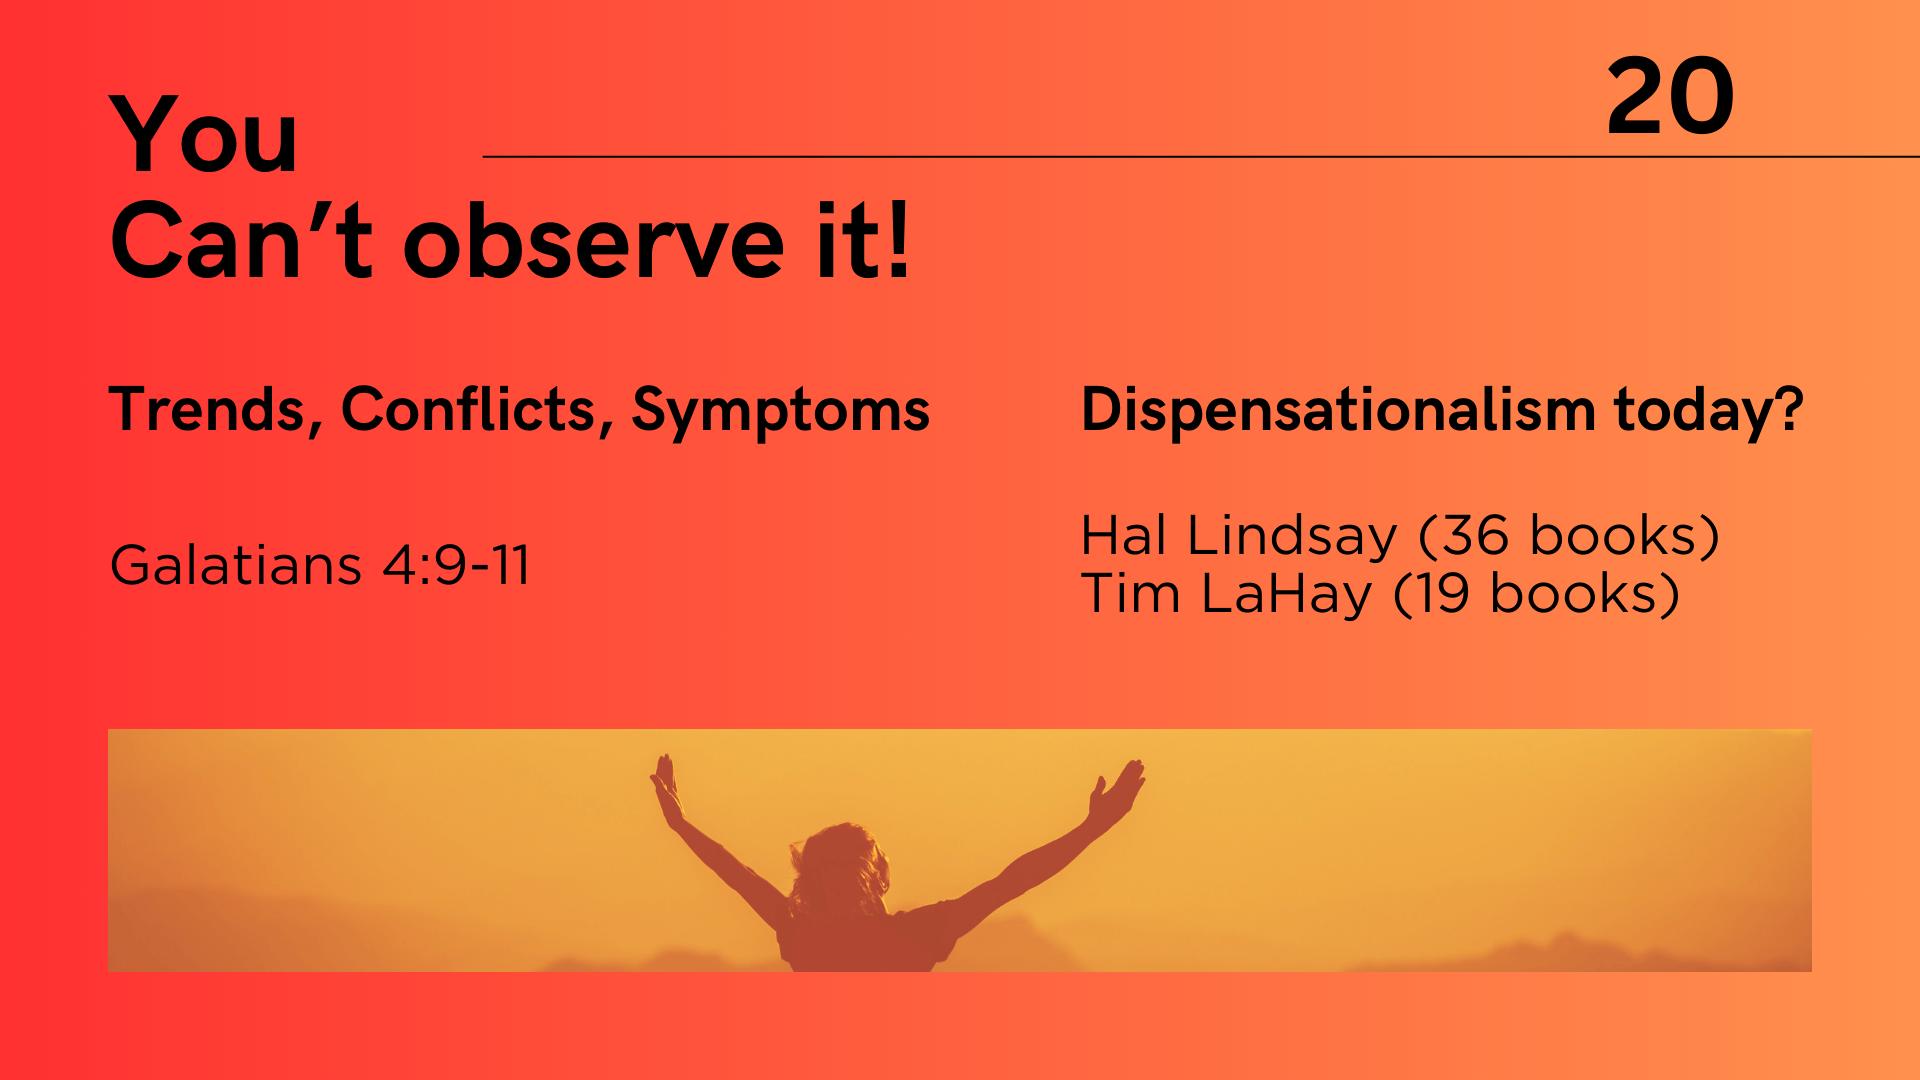 20
You
Can’t observe it!
Trends, Conflicts, Symptoms
Galatians 4:9-11
Dispensationalism today?
Hal Lindsay (36 books)
Tim LaHay (19 books)